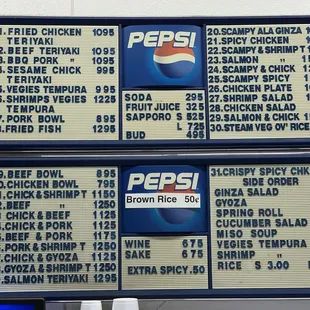 1.FRIED CHICKEN 1095
TERIYAKI
2.BEEF TERIYAKI 1095
3.BBQ PORK " 1095
4.SESAME CHICK 995
TERIYAKI
5.VEGIES TEMPURA 995
6.SHRIMPS VEGIES 1225
TEMPURA
7.PORK BOWL 895
8.FRIED FISH 1295
PEPSI
SODA 295
FRUIT JUICE 325
SAPPORO S 525
L 725
BUD 495
20.SCAMPY ALA GINZA
21.SPICY CHICKEN
22.SCAMPY & SHRIMP T
23.SALMON " /
24.CHICKEN " /
25.SCAMPY SPICY
26.CHICKEN PLATE
27.SHRIMP SALAD
28.CHICKEN SALAD
29.SALMON & CHICK
30.STEAM VEG OV' RICE
9.BEEF BOWL 895
10.CHICKEN BOWL 795
11.CHICK & SHRIMP T 1150
12.BEEF " 1150
13.CHICK & BEEF 1125
CHICK & PORK 1125
BEEF & PORK 1175
PORK & SHRIMP T 1250
CHICK & GYOZA 1125
GYOZA & SHRIMP T 1250
SALMON TERIYAKI 1295
PEPSI
Brown Rice 50¢
WINE 675
SAKE 675
EXTRA SPICY .50
31.CRISPY SPICY CHK
SIDE ORDER
GINZA SALAD
GYOZA
SPRING ROLL
CUCUMBER SALAD
MISO SOUP
VEGIES TEMPURA
SHRIMP "
RICE S 3.00